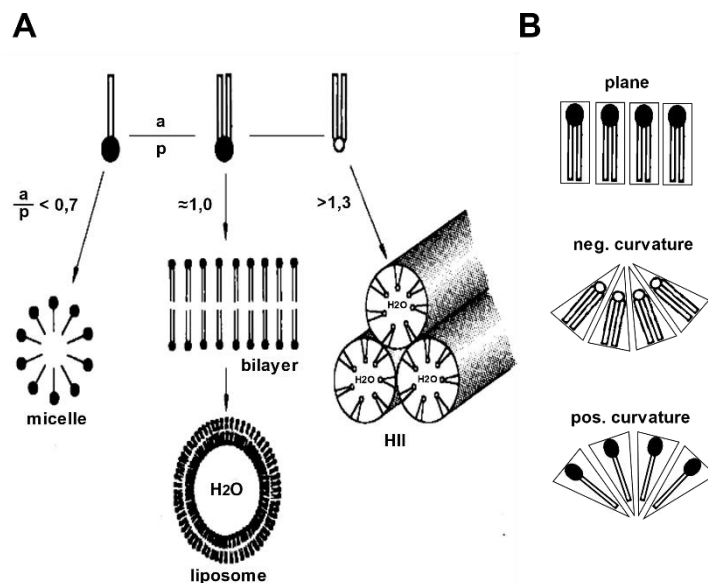 A
B
a
p
a
p < 0,7
≈1,0
>1,3
micelle
bilayer
H2O
H2O
H2O
HII
H2O
liposome
plane
neg. curvature
pos. curvature